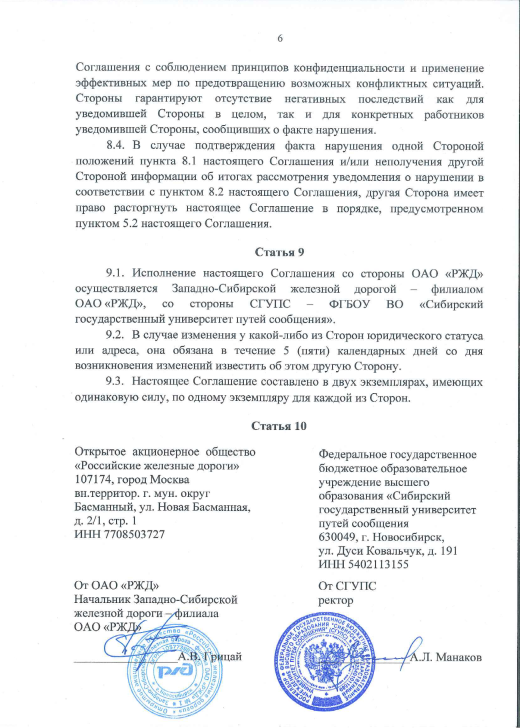 6
Соглашения с соблюдением принципов конфиденциальности и применение
эффективных мер по предотвращению возможных конфликтных ситуаций.
Стороны гарантируют отсутствие негативных последствий как для
уведомившей Стороны в целом, так и для конкретных работников
уведомившей Стороны, сообщивших о факте нарушения.
8.4. В случае подтверждения факта нарушения одной Стороной
положений пункта 8.1 настоящего Соглашения и/или неполучения другой
Стороной информации об итогах рассмотрения уведомления о нарушении в
соответствии с пунктом 8.2 настоящего Соглашения, другая Сторона имеет
право расторгнуть настоящее Соглашение в порядке, предусмотренном
пунктом 5.2 настоящего Соглашения.
Статья 9
9.1. Исполнение настоящего Соглашения со стороны ОАО «РЖД»
осуществляется Западно-Сибирской железной дорогой – филиалом
ОАО «РЖД», со стороны СГУПС – ФГБОУ ВО «Сибирский
государственный университет путей сообщения».
9.2. В случае изменения у какой-либо из Сторон юридического статуса
или адреса, она обязана в течение 5 (пяти) календарных дней со дня
возникновения изменений известить об этом другую Сторону.
9.3. Настоящее Соглашение составлено в двух экземплярах, имеющих
одинаковую силу, по одному экземпляру для каждой из Сторон.
Статья 10
Открытое акционерное общество
«Российские железные дороги»
107174, город Москва
вн.территор. г. мун. округ
Басманный, ул. Новая Басманная,
д. 2/1, стр. 1
ИНН 7708503727
Федеральное государственное
бюджетное образовательное
учреждение высшего
образования «Сибирский
государственный университет
путей сообщения
630049, г. Новосибирск,
ул. Дуси Ковальчук, д. 191
ИНН 5402113155
От ОАО «РЖД»
Начальник Западно-Сибирской
железной дороги – филиала
ОАО «РЖД»
А.В. Грицай
От СГУПС
ректор
А.Л. Манаков
РЖД